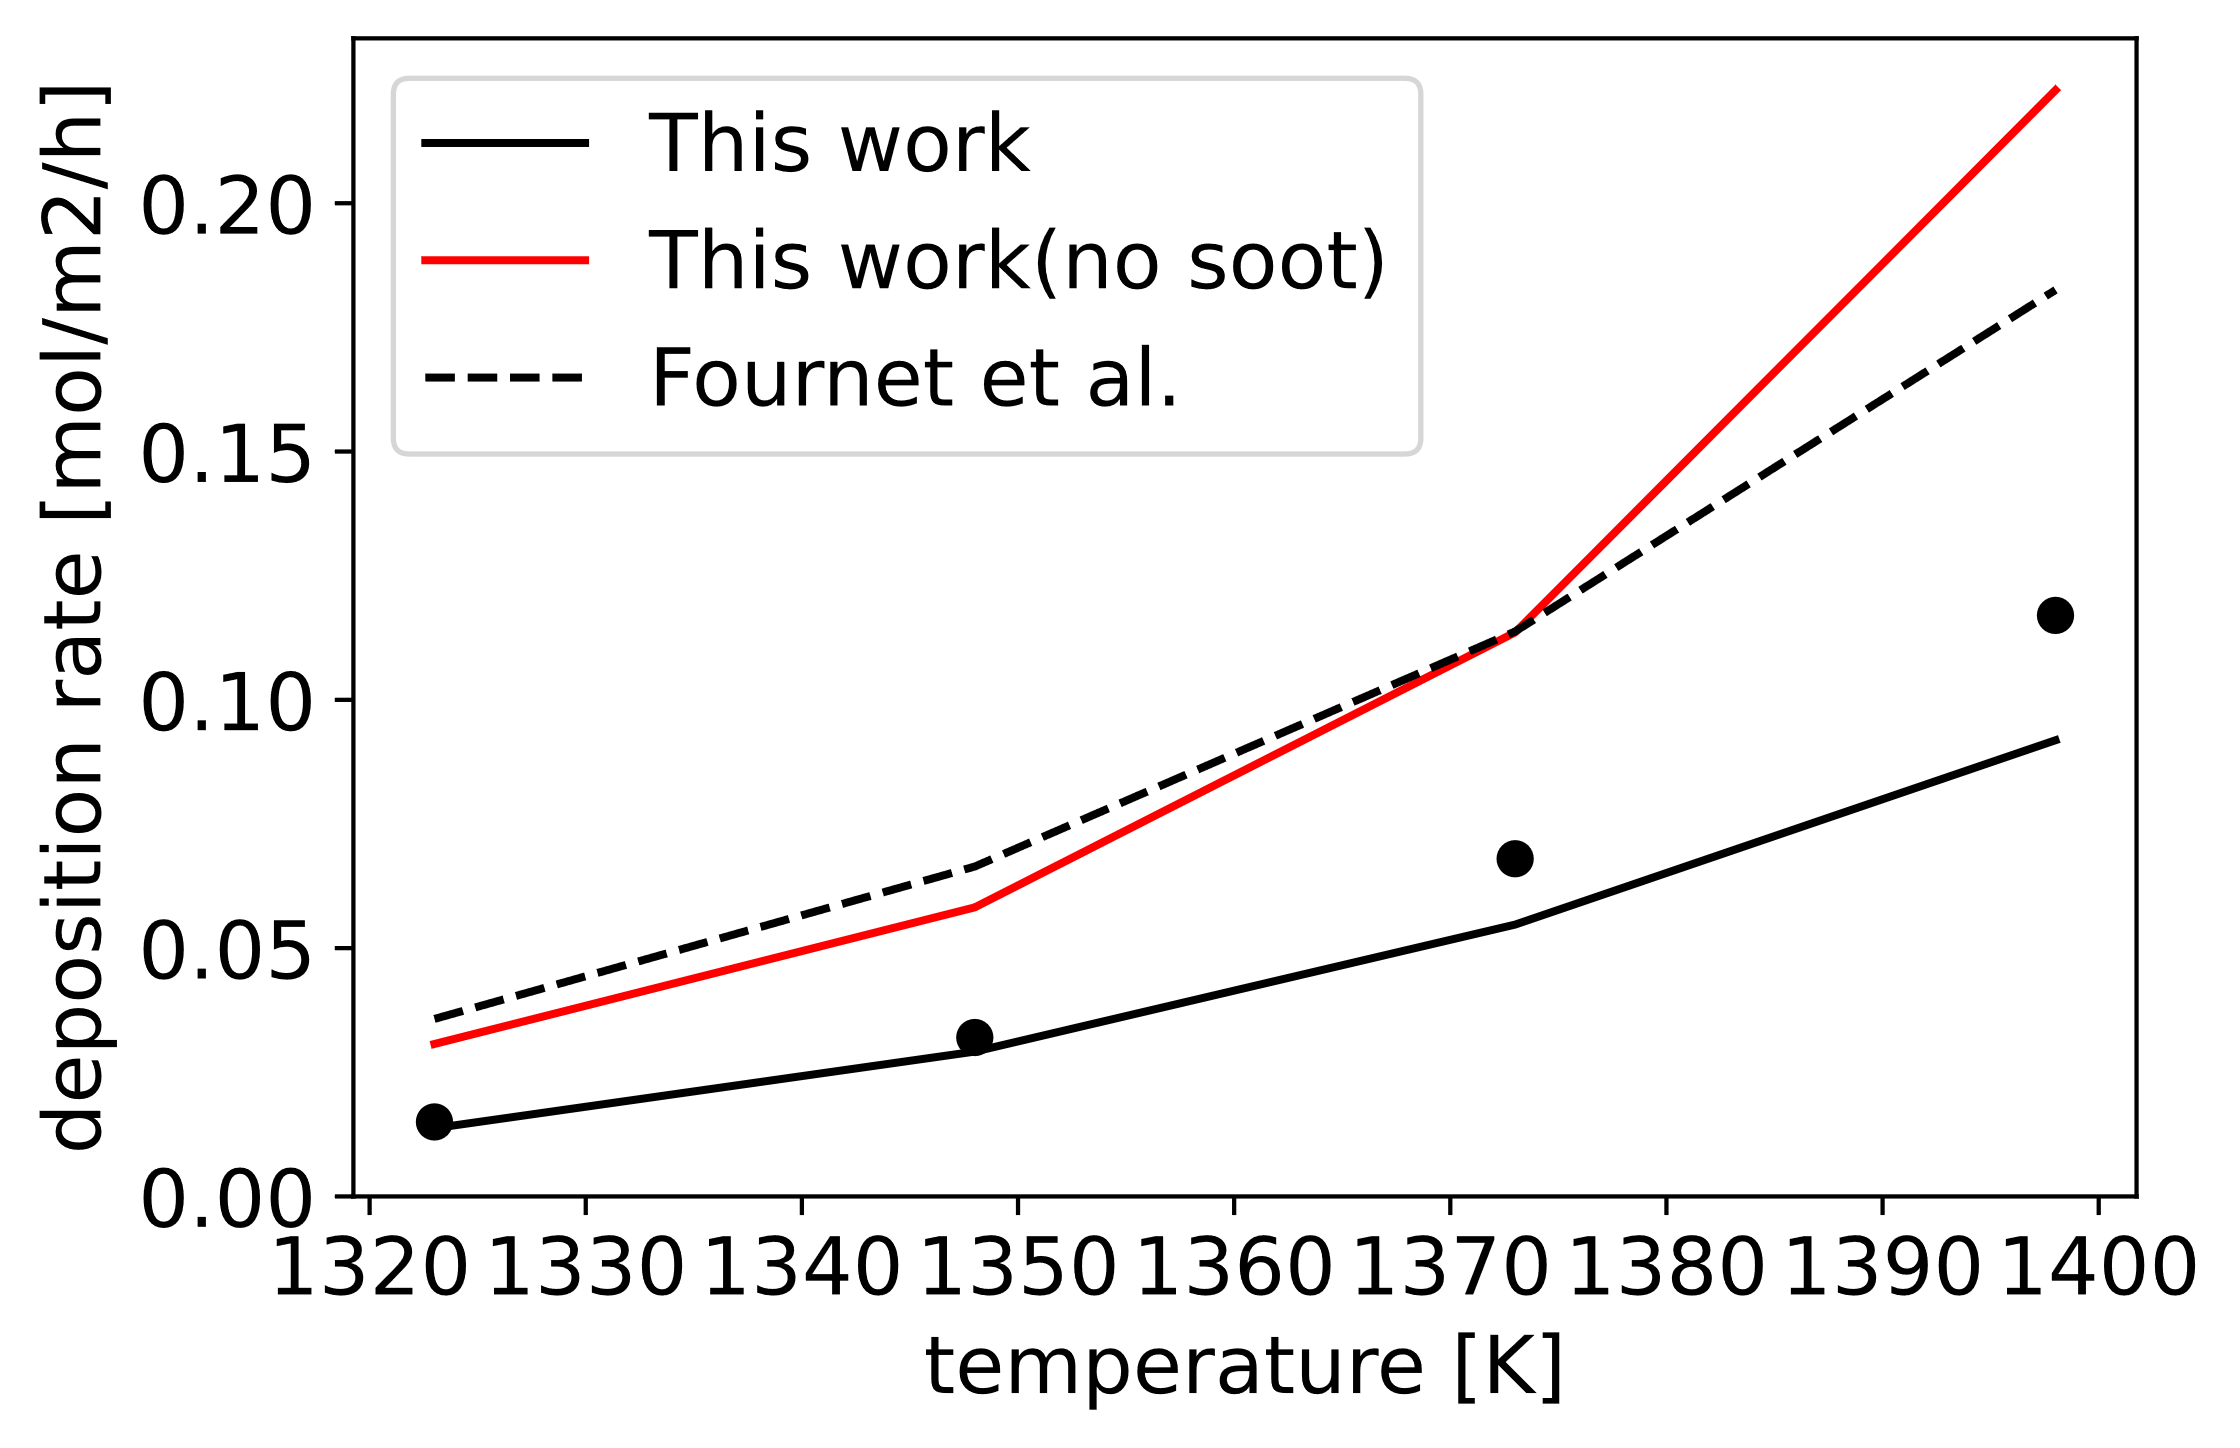 This work
This work(no soot)
Fournet et al.
deposition rate [mol/m2/h]
0.20
0.15
0.10
0.05
0.00
1320 1330 1340 1350 1360 1370 1380 1390 1400
temperature [K]